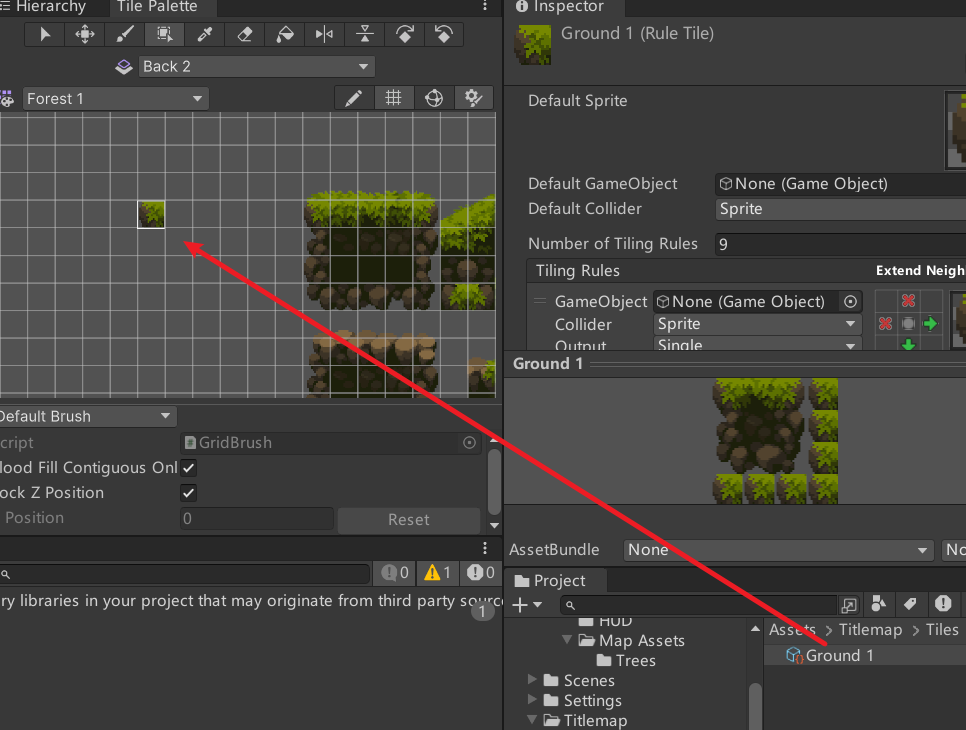 Hierarchy
Tile Palette
Back 2
Forest 1
Default Brush
cript
GridBrush
lood Fill Contiguous Onl
ock Z Position
Position
0
Reset
0
1
0
ry libraries in your project that may originate from third party source
1
Inspector
Ground 1 (Rule Tile)
Default Sprite
Default GameObject
None (Game Object)
Default Collider
Sprite
Number of Tiling Rules
9
Tiling Rules
Extend Neigh
GameObject
None (Game Object)
Collider
Sprite
Output
Single
Ground 1
AssetBundle
None
No
Project
HUD
Map Assets
Trees
Scenes
Settings
Titlemap
Assets > Titlemap > Tiles
Ground 1